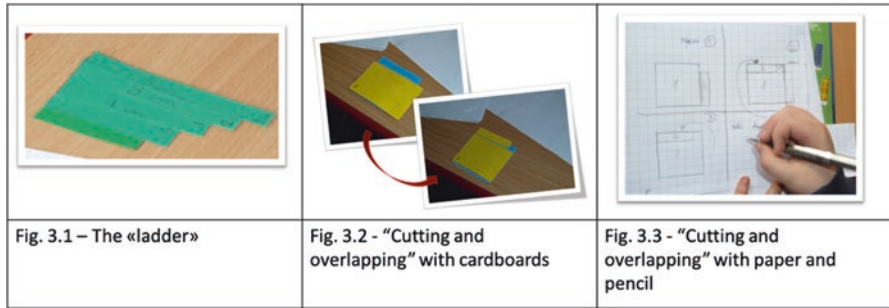 Fig. 3.1 – The «ladder»
Fig. 3.2 - "Cutting and
overlapping" with cardboards
Fig. 3.3 - "Cutting and
overlapping" with paper and
pencil